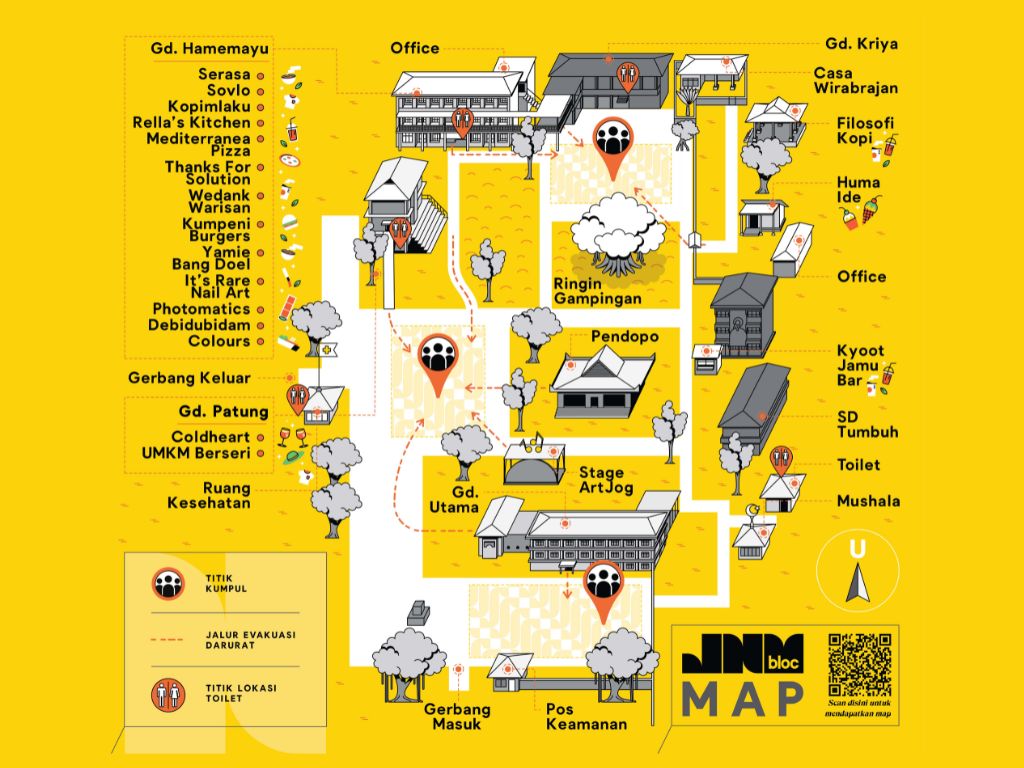 Gd. Hamemayu
Serasa
Sovlo
Kopimlaku
Rella's Kitchen
Mediterranea
Pizza
Thanks For
Solution
Wedank
Warisan
Kumpeni
Burgers
Yamie
Bang Doel
It's Rare
Nail Art
Photomatics
Debidubidam
Colours
Gerbang Keluar
Gd. Patung
Coldheart
UMKM Berseri
Ruang
Kesehatan
Office
Gd. Kriya
Casa
Wirabrajan
Filosofi
Kopi
Huma
Ide
Office
Kyoot
Jamu
Bar
SD
Tumbuh
Toilet
Mushala
Ringin
Gampingan
Pendopo
Stage
ArtJog
Gd.
Utama
Gerbang
Masuk
Pos
Keamanan
TITIK
KUMPUL
JALUR EVAKUASI
DARURAT
TITIK LOKASI
TOILET
U
JNM
bloc
MAP
Scan disini untuk
mendapatkan map